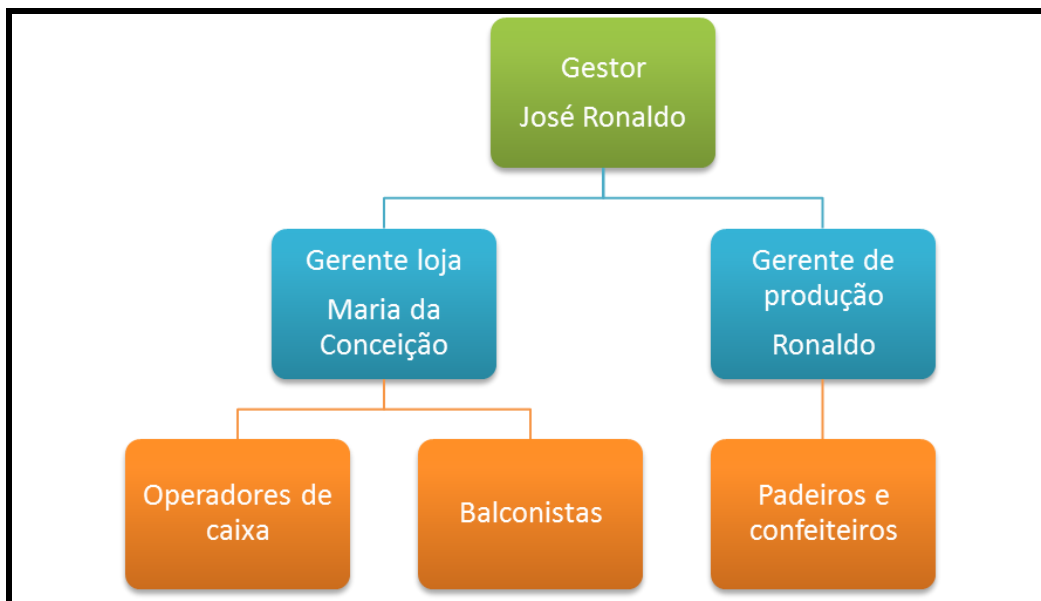 Gestor
José Ronaldo
Gerente loja
Maria da
Conceição
Gerente de
produção
Ronaldo
Operadores de
caixa
Balconistas
Padeiros e
confeiteiros